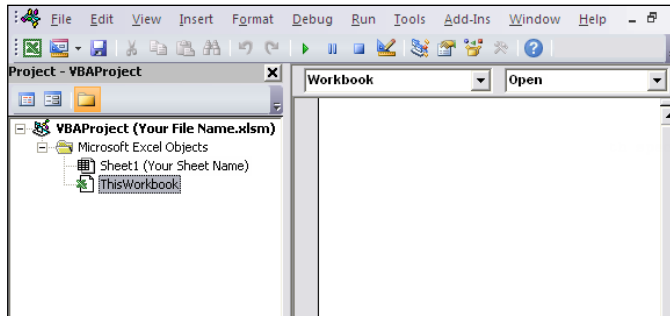 File Edit View Insert Format Debug Run Tools Add-Ins Window Help
Project - VBAProject
Workbook Open
VBAProject (Your File Name.xlsm)
Microsoft Excel Objects
Sheet1 (Your Sheet Name)
ThisWorkbook